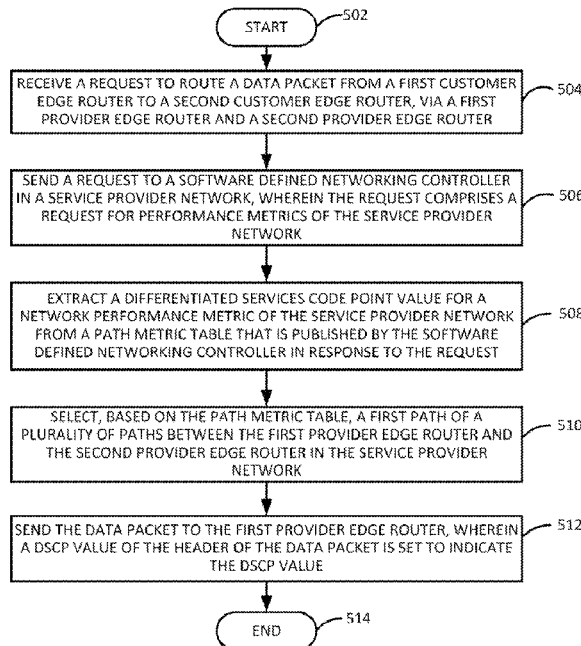 START
502
RECEIVE A REQUEST TO ROUTE A DATA PACKET FROM A FIRST CUSTOMER
EDGE ROUTER TO A SECOND CUSTOMER EDGE ROUTER, VIA A FIRST
PROVIDER EDGE ROUTER AND A SECOND PROVIDER EDGE ROUTER
504
SEND A REQUEST TO A SOFTWARE DEFINED NETWORKING CONTROLLER
IN A SERVICE PROVIDER NETWORK, WHEREIN THE REQUEST COMPRISES A
REQUEST FOR PERFORMANCE METRICS OF THE SERVICE PROVIDER
NETWORK
506
EXTRACT A DIFFERENTIATED SERVICES CODE POINT VALUE FOR A
NETWORK PERFORMANCE METRIC OF THE SERVICE PROVIDER NETWORK
FROM A PATH METRIC TABLE THAT IS PUBLISHED BY THE SOFTWARE
DEFINED NETWORKING CONTROLLER IN RESPONSE TO THE REQUEST
508
SELECT, BASED ON THE PATH METRIC TABLE, A FIRST PATH OF A
PLURALITY OF PATHS BETWEEN THE FIRST PROVIDER EDGE ROUTER AND
THE SECOND PROVIDER EDGE ROUTER IN THE SERVICE PROVIDER
NETWORK
510
SEND THE DATA PACKET TO THE FIRST PROVIDER EDGE ROUTER, WHEREIN
A DSCP VALUE OF THE HEADER OF THE DATA PACKET IS SET TO INDICATE
THE DSCP VALUE
512
END
514